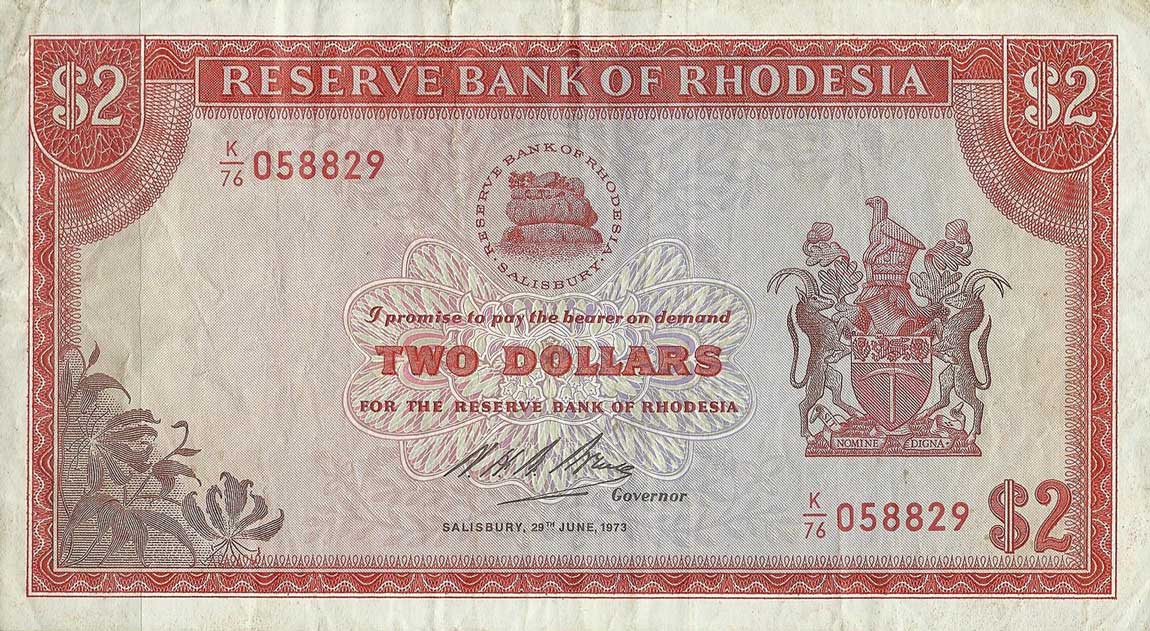 $2 RESERVE BANK OF RHODESIA $2
K/76 058829
RESERVE BANK OF RHODESIA · SALISBURY ·
I promise to pay the bearer on demand
TWO DOLLARS
FOR THE RESERVE BANK OF RHODESIA
Governor
SALISBURY, 29TH JUNE, 1973
NOMINE DIGNA
K/76 058829 $2